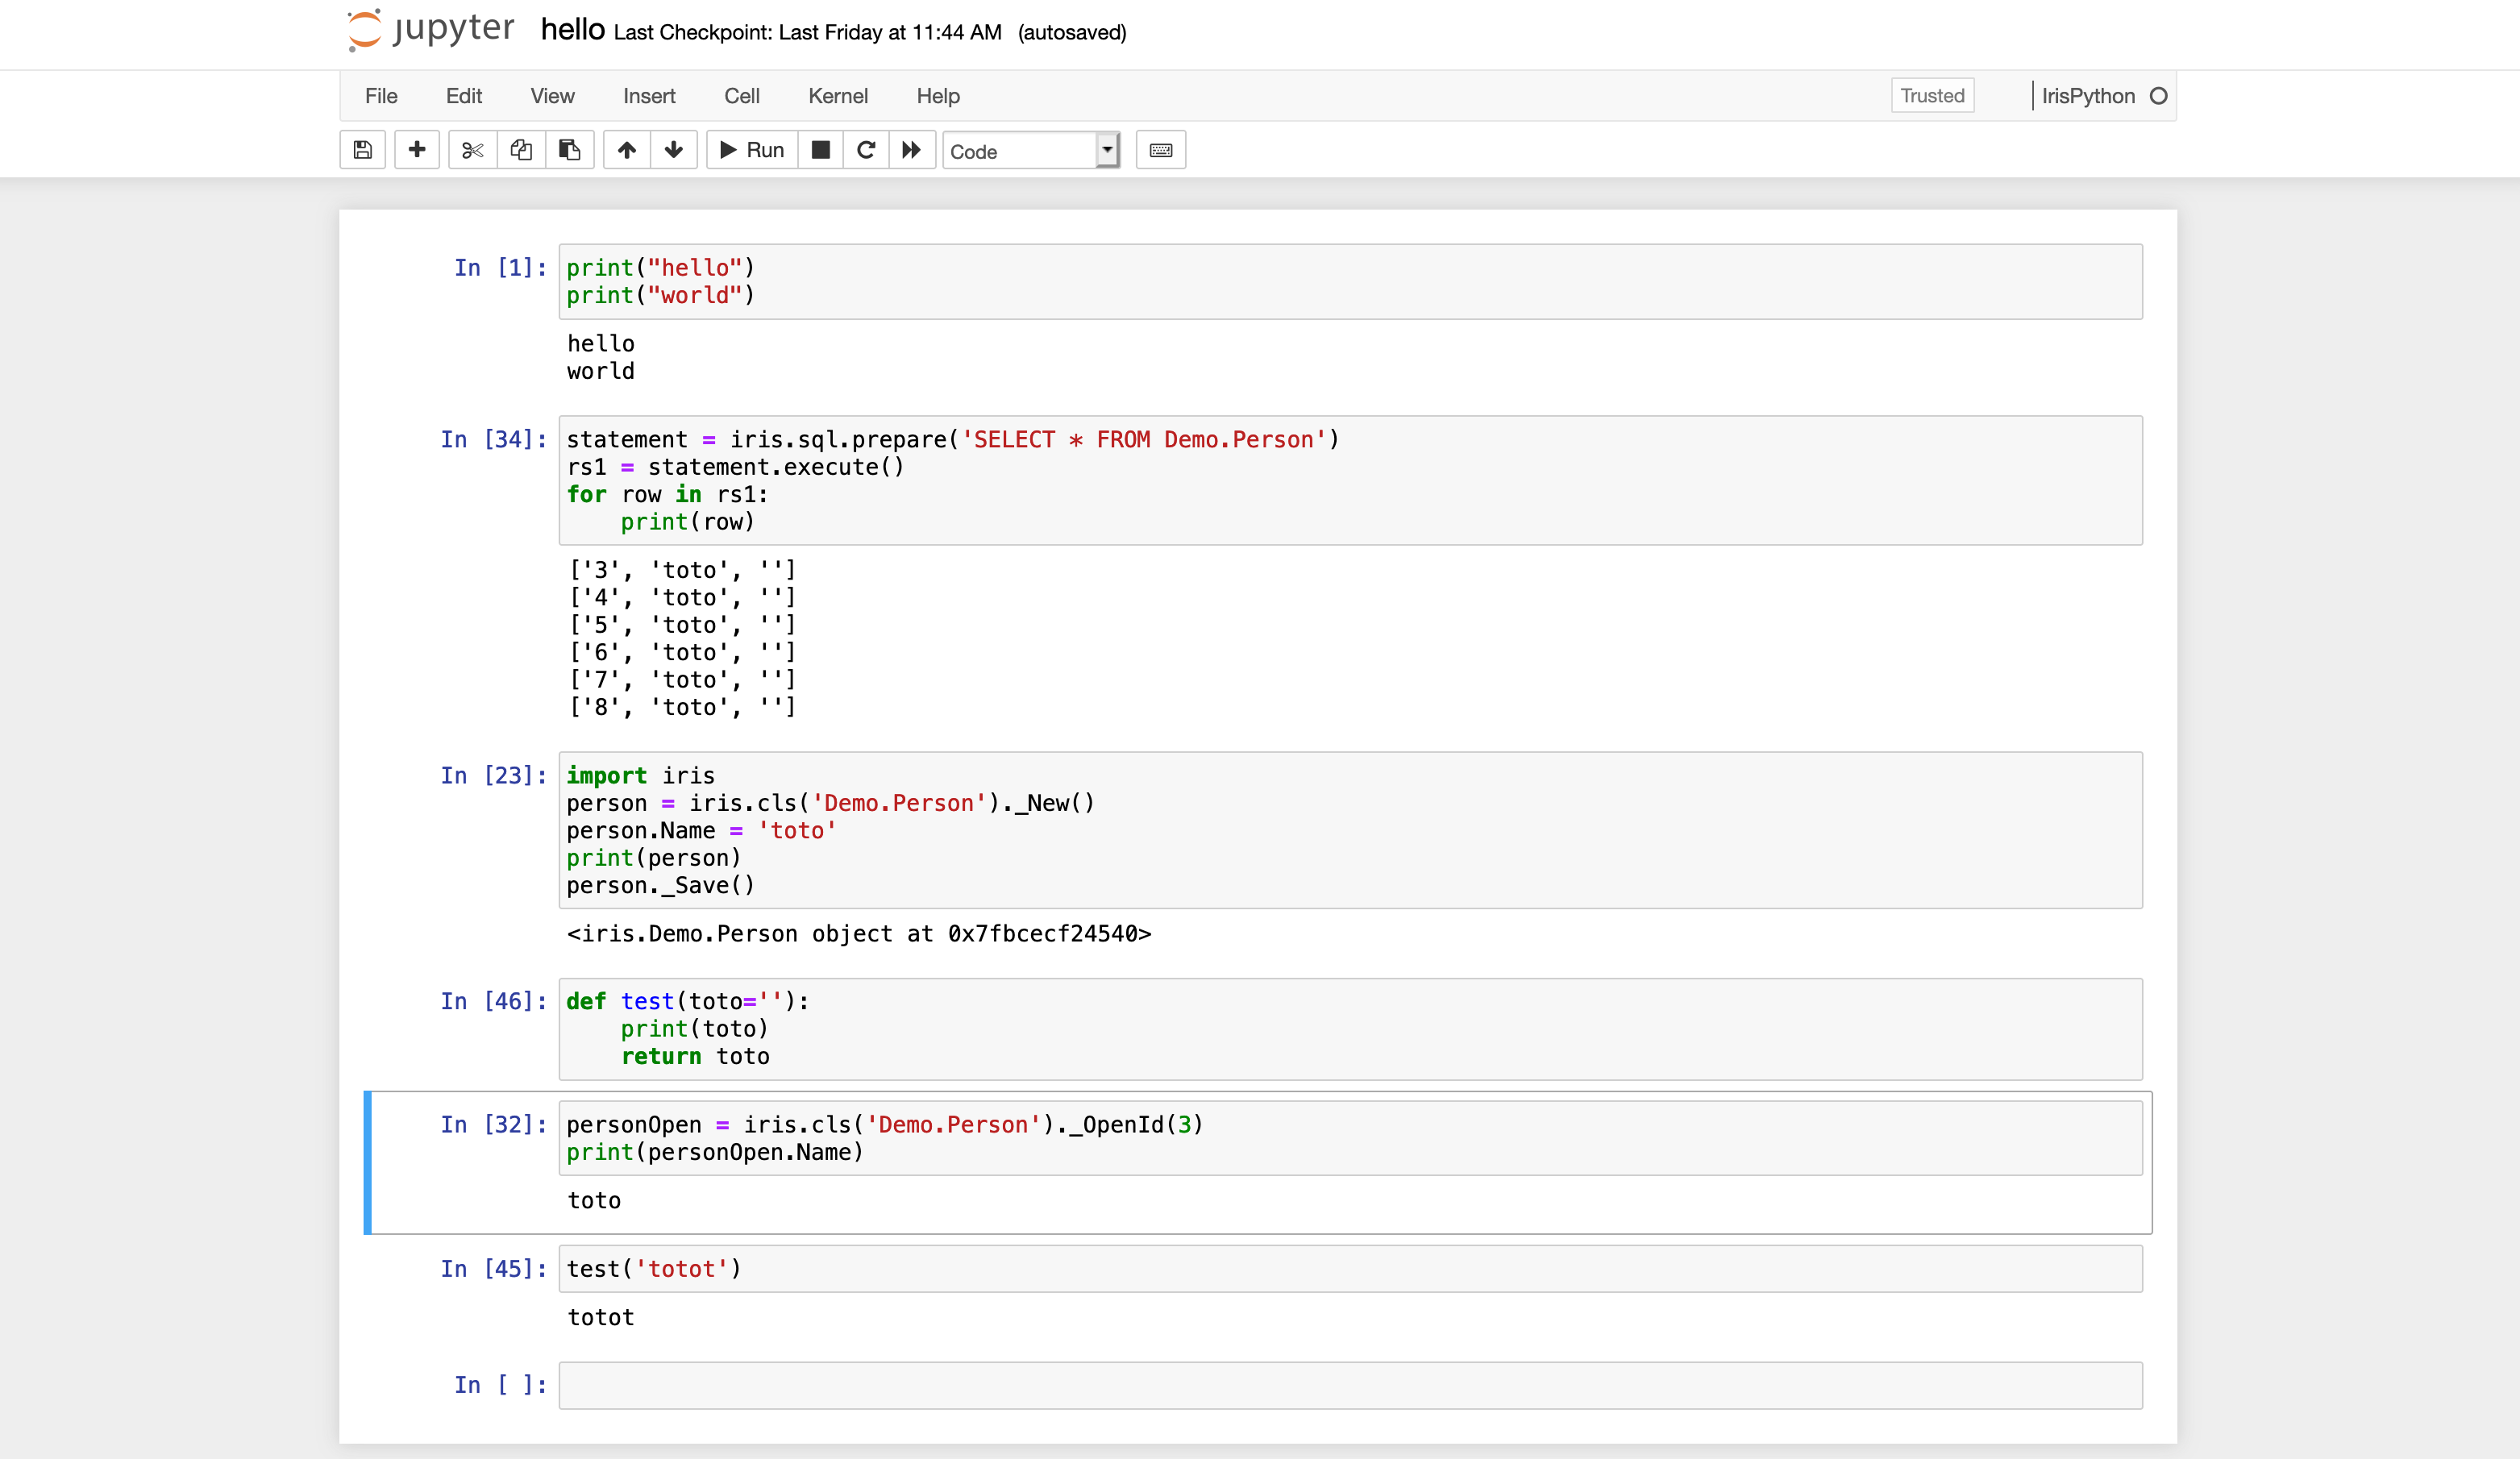 jupyter hello Last Checkpoint: Last Friday at 11:44 AM (autosaved)
File Edit View Insert Cell Kernel Help Trusted IrisPython
Run Code
In [1]: print("hello")
print("world")
hello
world
In [34]: statement = iris.sql.prepare('SELECT * FROM Demo.Person')
rs1 = statement.execute()
for row in rs1:
    print(row)
['3', 'toto', '']
['4', 'toto', '']
['5', 'toto', '']
['6', 'toto', '']
['7', 'toto', '']
['8', 'toto', '']
In [23]: import iris
person = iris.cls('Demo.Person')._New()
person.Name = 'toto'
print(person)
person._Save()
<iris.Demo.Person object at 0x7fbcecf24540>
In [46]: def test(toto=''):
    print(toto)
    return toto
In [32]: personOpen = iris.cls('Demo.Person')._OpenId(3)
print(personOpen.Name)
toto
In [45]: test('totot')
totot
In [ ]: